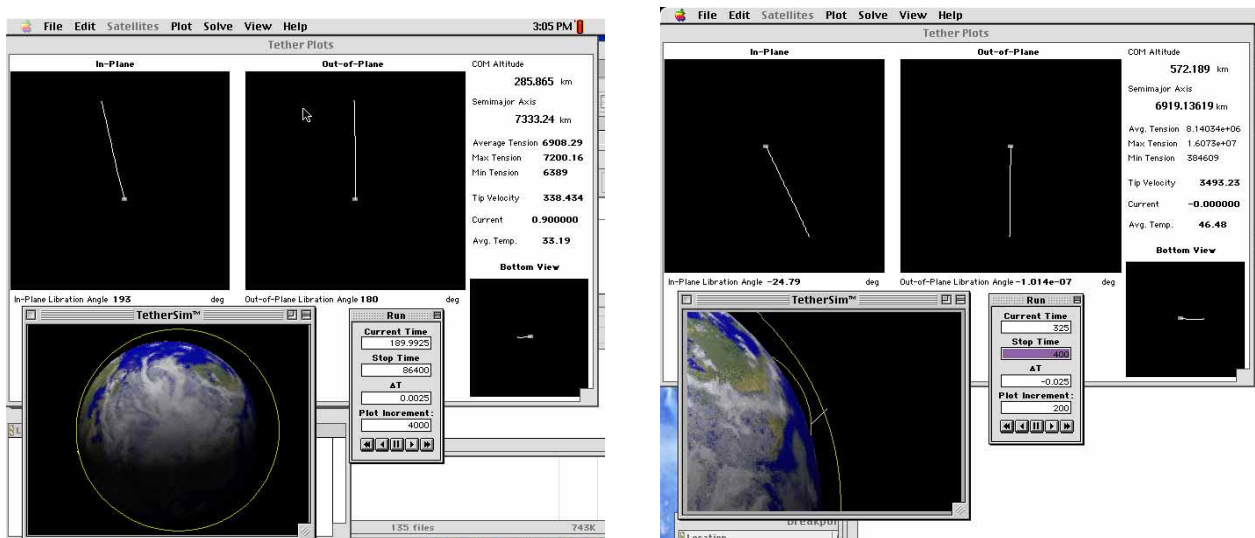 File Edit Satellites Plot Solve View Help 3:05 PM
Tether Plots
In-Plane
Out-of-Plane
COM Altitude
285.865 km
Semimajor Axis
7333.24 km
Average Tension 6908.29
Max Tension 7200.16
Min Tension 6389
Tip Velocity 338.434
Current 0.900000
Avg. Temp. 33.19
Bottom View
In-Plane Libration Angle 193 deg
Out-of-Plane Libration Angle 180 deg
TetherSim™
Run
Current Time
189.9925
Stop Time
86400
ΔT
0.0025
Plot Increment:
4000
135 files 743K
File Edit Satellites Plot Solve View Help
Tether Plots
In-Plane
Out-of-Plane
COM Altitude
572.189 km
Semimajor Axis
6919.13619 km
Avg. Tension 8.14034e+06
Max Tension 1.6073e+07
Min Tension 384609
Tip Velocity 3493.23
Current -0.000000
Avg. Temp. 46.48
Bottom View
In-Plane Libration Angle -24.79 deg
Out-of-Plane Libration Angle -1.014e-07 deg
TetherSim™
Run
Current Time
325
Stop Time
400
ΔT
-0.025
Plot Increment:
200
Location